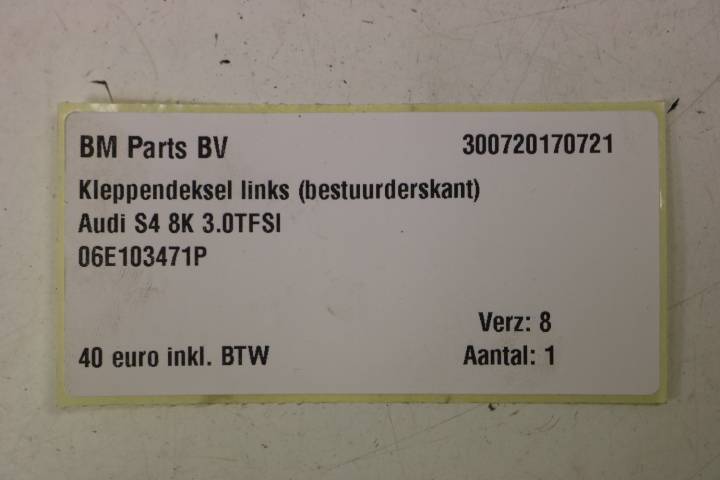 BM Parts BV 300720170721
Kleppendeksel links (bestuurderskant)
Audi S4 8K 3.0TFSI
06E103471P
Verz: 8
40 euro inkl. BTW Aantal: 1